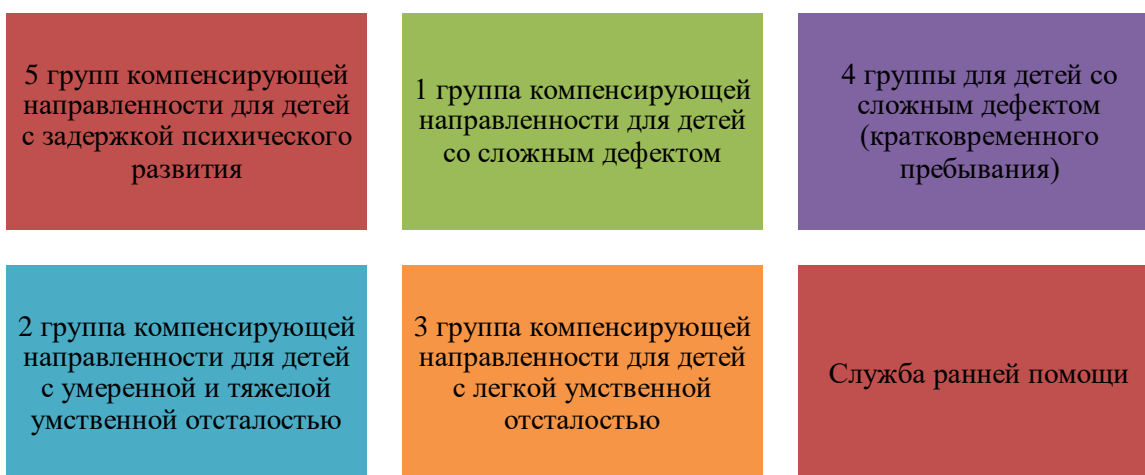 5 групп компенсирующей
направленности для детей
с задержкой психического
развития
1 группа компенсирующей
направленности для детей
со сложным дефектом
4 группы для детей со
сложным дефектом
(кратковременного
пребывания)
2 группа компенсирующей
направленности для детей
с умеренной и тяжелой
умственной отсталостью
3 группа компенсирующей
направленности для детей
с легкой умственной
отсталостью
Служба ранней помощи